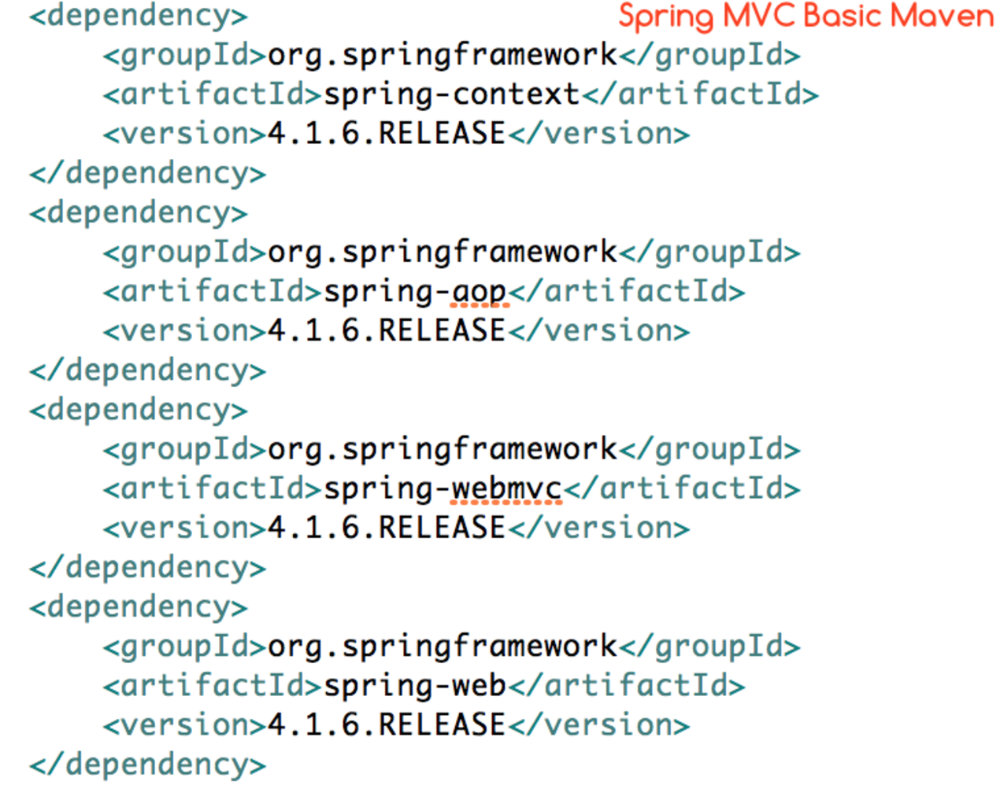 Spring MVC Basic Maven
<dependency>
    <groupId>org.springframework</groupId>
    <artifactId>spring-context</artifactId>
    <version>4.1.6.RELEASE</version>
</dependency>
<dependency>
    <groupId>org.springframework</groupId>
    <artifactId>spring-aop</artifactId>
    <version>4.1.6.RELEASE</version>
</dependency>
<dependency>
    <groupId>org.springframework</groupId>
    <artifactId>spring-webmvc</artifactId>
    <version>4.1.6.RELEASE</version>
</dependency>
<dependency>
    <groupId>org.springframework</groupId>
    <artifactId>spring-web</artifactId>
    <version>4.1.6.RELEASE</version>
</dependency>